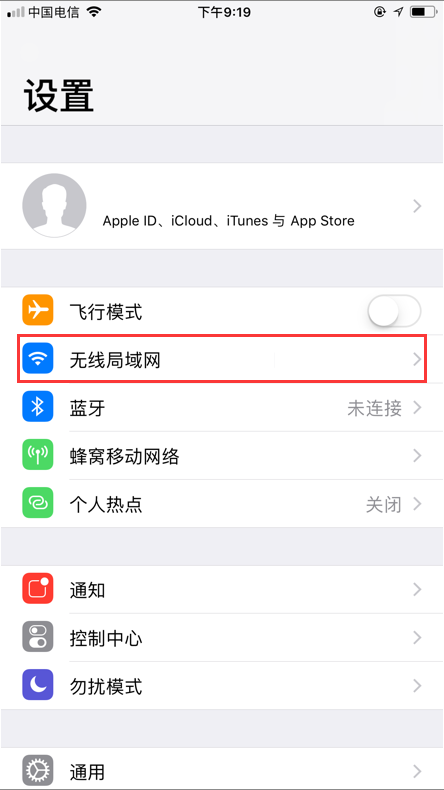 中国电信 下午9:19
设置
Apple ID、iCloud、iTunes 与 App Store
飞行模式
无线局域网
蓝牙 未连接
蜂窝移动网络
个人热点 关闭
通知
控制中心
勿扰模式
通用